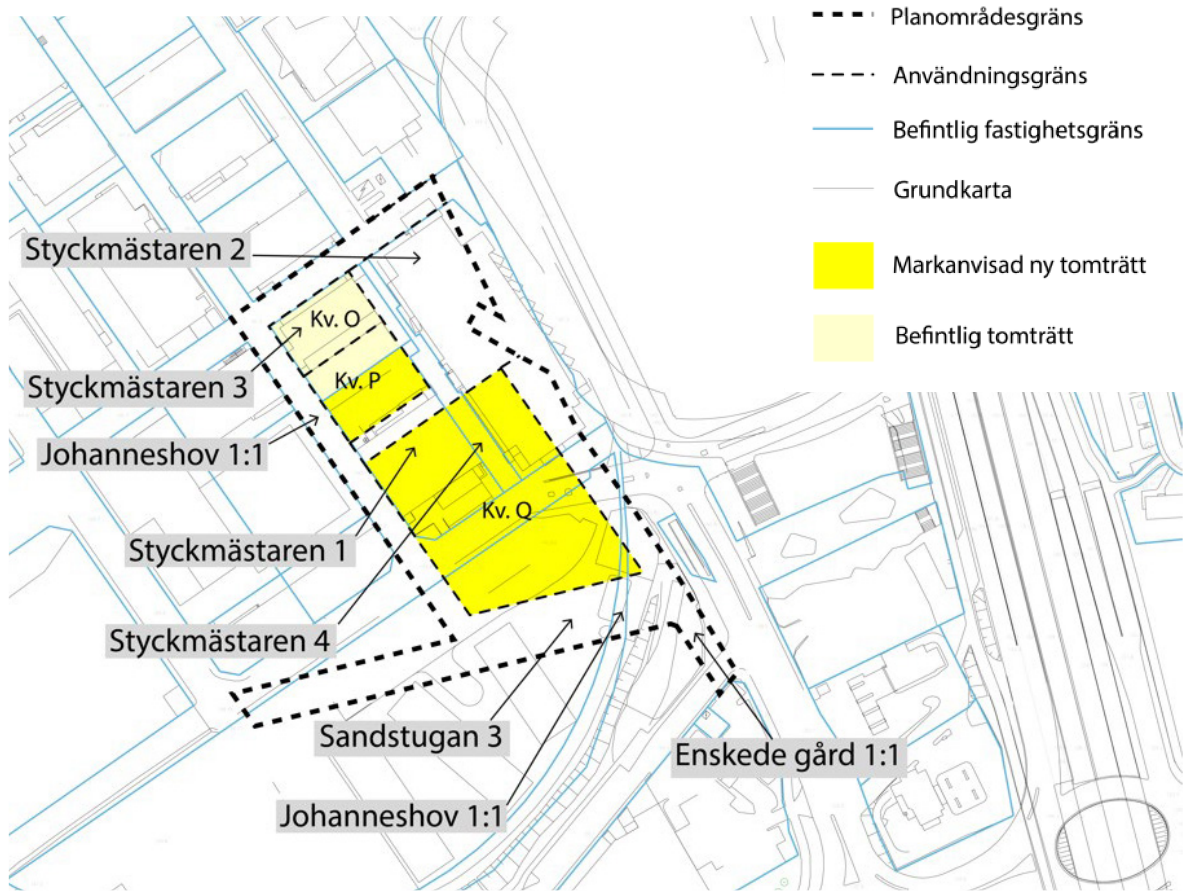 Planområdesgräns
Användningsgräns
Befintlig fastighetsgräns
Grundkarta
Markanvisad ny tomträtt
Befintlig tomträtt
Styckmästaren 2
Kv. O
Styckmästaren 3
Kv. P
Johanneshov 1:1
Kv. Q
Styckmästaren 1
Styckmästaren 4
Sandstugan 3
Enskede gård 1:1
Johanneshov 1:1